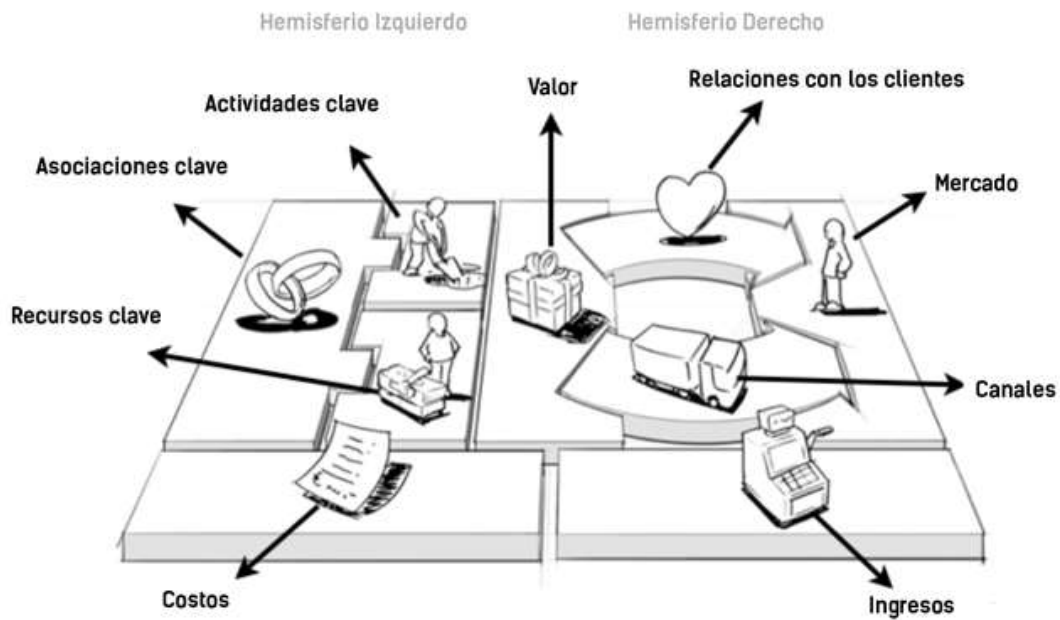 Hemisferio Izquierdo
Hemisferio Derecho
Relaciones con los clientes
Valor
Actividades clave
Asociaciones clave
Mercado
Recursos clave
Canales
Costos
Ingresos